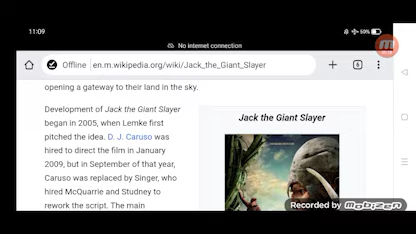 11:09
59%
No internet connection
Offline en.m.wikipedia.org/wiki/Jack_the_Giant_Slayer
6
opening a gateway to their land in the sky.
Development of Jack the Giant Slayer
began in 2005, when Lemke first
pitched the idea. D. J. Caruso was
hired to direct the film in January
2009, but in September of that year,
Caruso was replaced by Singer, who
hired McQuarrie and Studney to
rework the script. The main
Jack the Giant Slayer
Recorded by mobizen